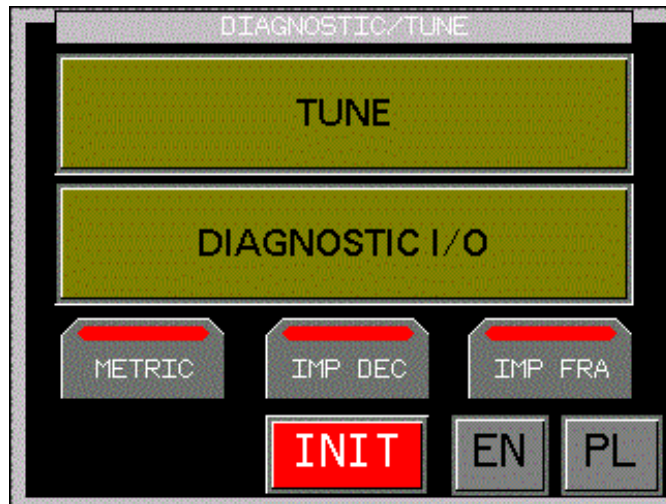 DIAGNOSTIC/TUNE
TUNE
DIAGNOSTIC I/O
METRIC IMP DEC IMP FRA
INIT EN PL